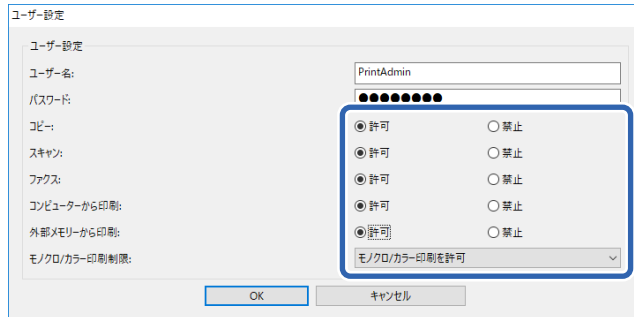 ユーザー設定
ユーザー設定
ユーザー名: PrintAdmin
パスワード: ●●●●●●●●
コピー: 許可 禁止
スキャン: 許可 禁止
ファクス: 許可 禁止
コンピューターから印刷: 許可 禁止
外部メモリーから印刷: 許可 禁止
モノクロ/カラー印刷制限: モノクロ/カラー印刷を許可
OK キャンセル